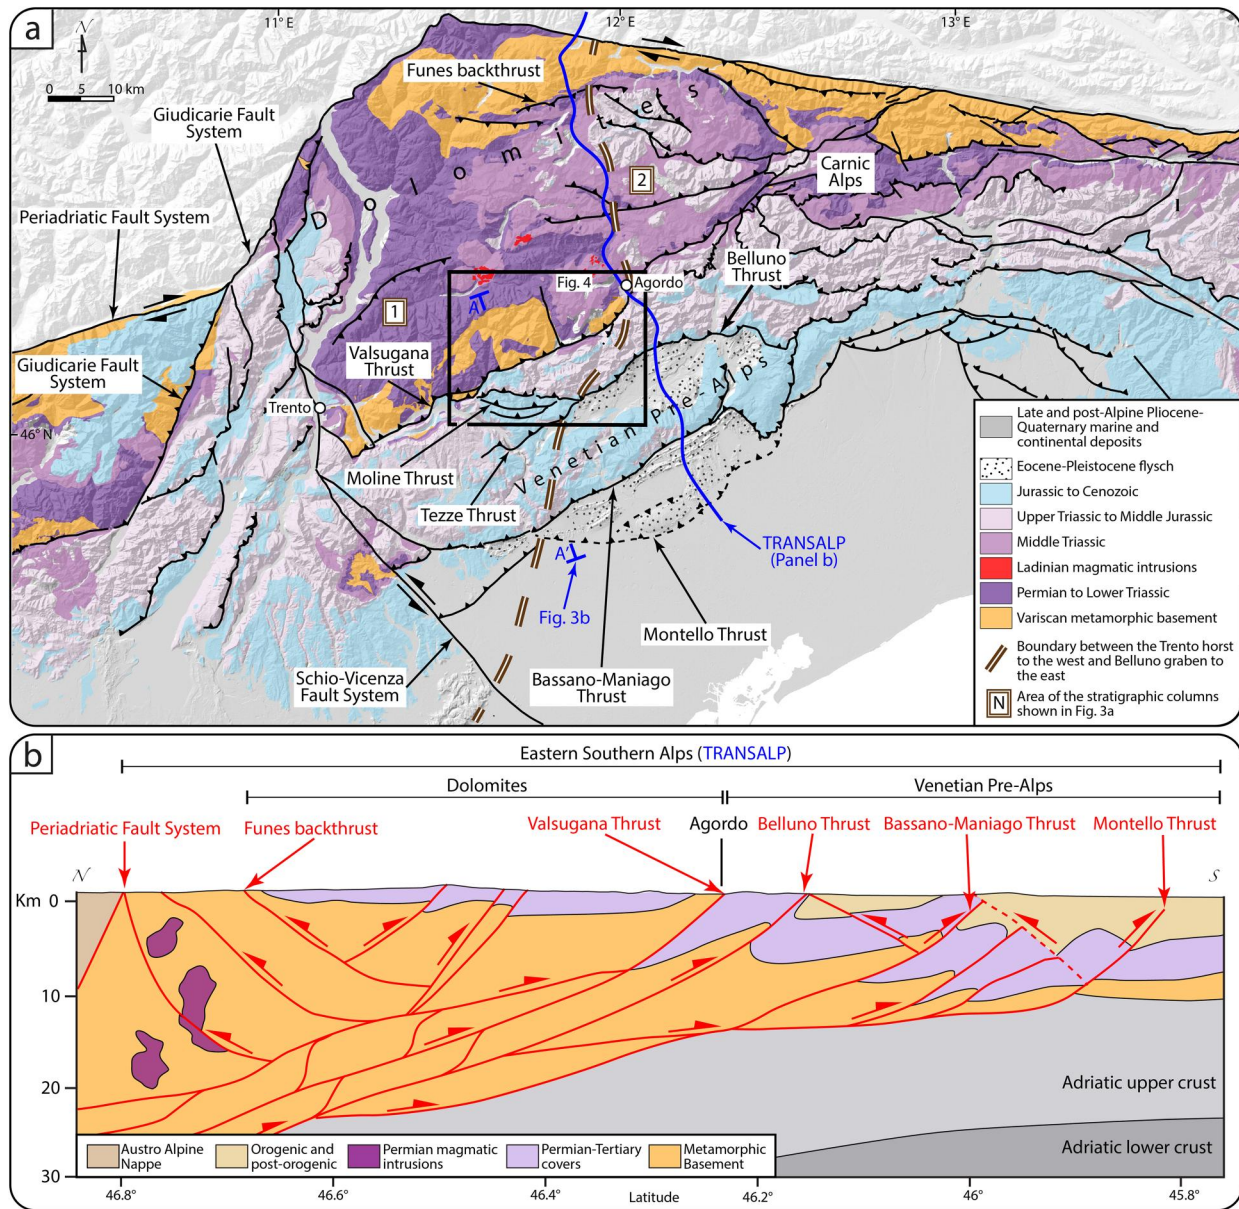 a
11° E
12° E
13° E
N
0 5 10 km
Funes backthrust
Giudicarie Fault
System
Dolomites
2
Carnic
Alps
Periadriatic Fault System
Belluno
Thrust
Fig. 4
Agordo
A
1
Giudicarie Fault
System
Valsugana
Thrust
Trento
46° N
Venetian Pre-Alps
Moline Thrust
Tezze Thrust
A'
TRANSALP
(Panel b)
Fig. 3b
Montello Thrust
Schio-Vicenza
Fault System
Bassano-Maniago
Thrust
Late and post-Alpine Pliocene-
Quaternary marine and
continental deposits
Eocene-Pleistocene flysch
Jurassic to Cenozoic
Upper Triassic to Middle Jurassic
Middle Triassic
Ladinian magmatic intrusions
Permian to Lower Triassic
Variscan metamorphic basement
Boundary between the Trento horst
to the west and Belluno graben to
the east
N
Area of the stratigraphic columns
shown in Fig. 3a
b
Eastern Southern Alps (TRANSALP)
Dolomites
Venetian Pre-Alps
Periadriatic Fault System
Funes backthrust
Valsugana Thrust
Agordo
Belluno Thrust
Bassano-Maniago Thrust
Montello Thrust
N
S
Km 0
10
20
30
Adriatic upper crust
Adriatic lower crust
Austro Alpine
Nappe
Orogenic and
post-orogenic
Permian magmatic
intrusions
Permian-Tertiary
covers
Metamorphic
Basement
46.8°
46.6°
46.4°
Latitude
46.2°
46°
45.8°